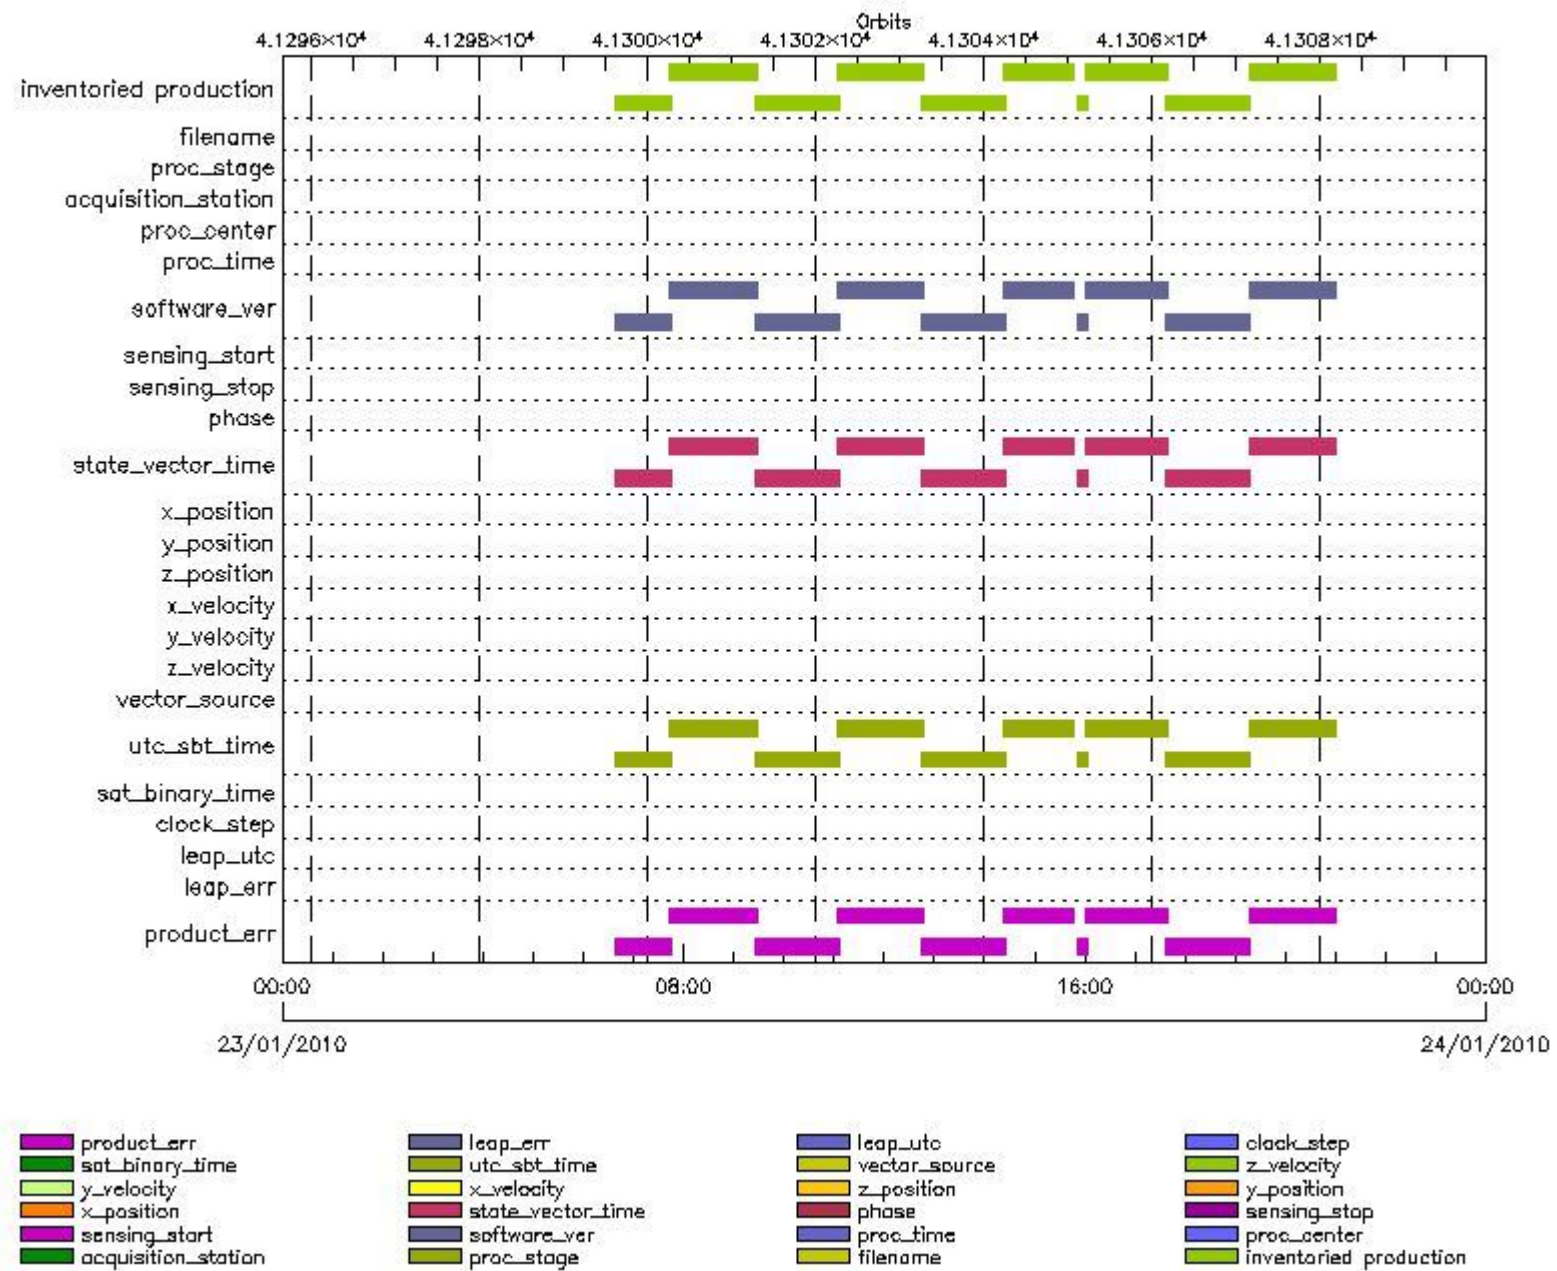 Orbits
4.1296×10⁴ 4.1298×10⁴ 4.1300×10⁴ 4.1302×10⁴ 4.1304×10⁴ 4.1306×10⁴ 4.1308×10⁴
inventoried production
filename
proc_stage
acquisition_station
proc_center
proc_time
software_ver
sensing_start
sensing_stop
phase
state_vector_time
x_position
y_position
z_position
x_velocity
y_velocity
z_velocity
vector_source
utc_sbt_time
sat_binary_time
clock_step
leap_utc
leap_err
product_err
00:00 08:00 16:00 00:00
23/01/2010 24/01/2010
product_err leap_err leap_utc clock_step
sat_binary_time utc_sbt_time vector_source z_velocity
y_velocity x_velocity z_position y_position
x_position state_vector_time phase sensing_stop
sensing_start software_ver proc_time proc_center
acquisition_station proc_stage filename inventoried production